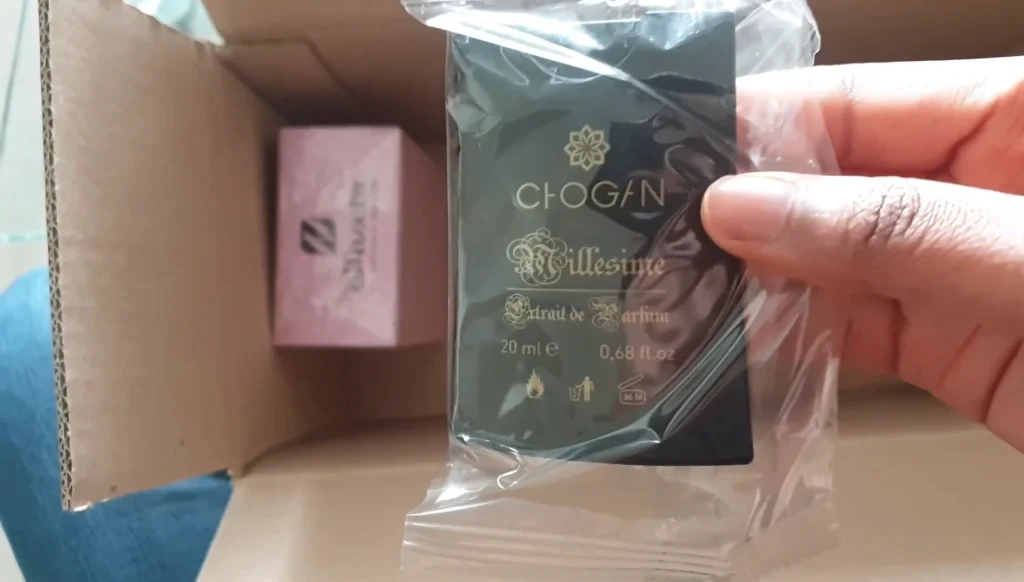 CHOGAN
Millesime
Extrait de Parfum
20 ml ℮ 0,68 fl.oz